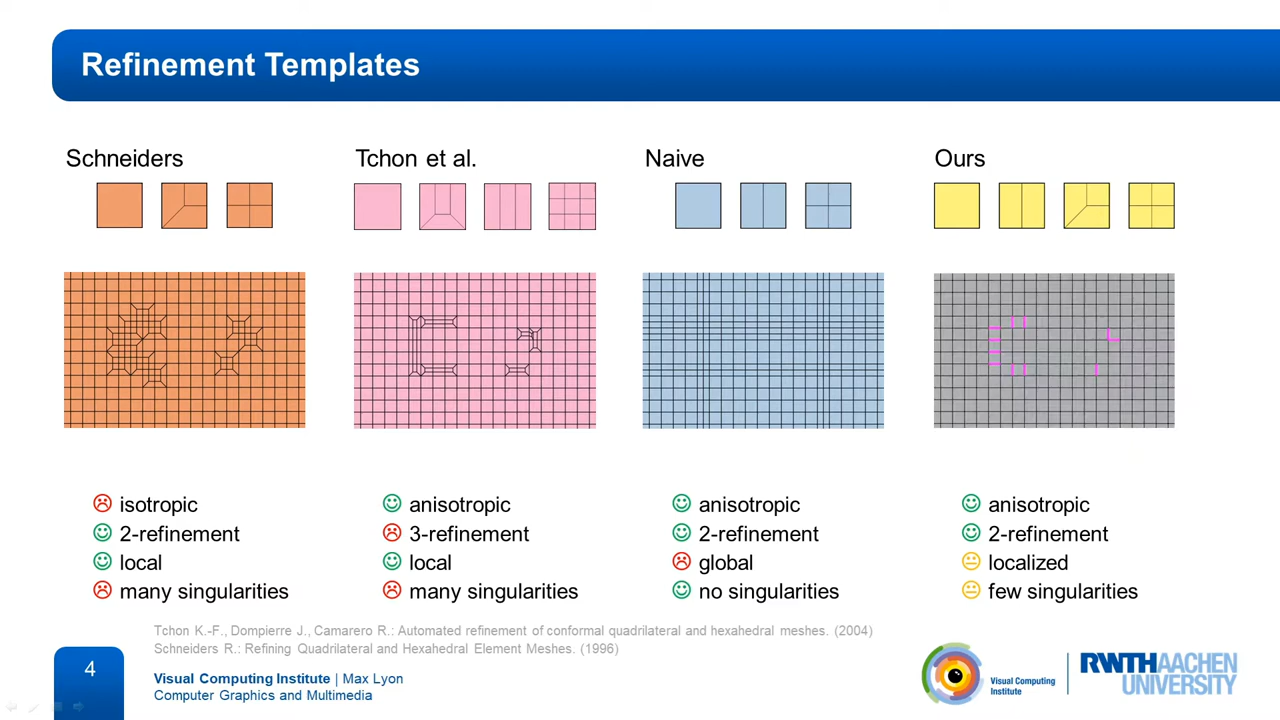 Refinement Templates
Schneiders
Tchon et al.
Naive
Ours
isotropic
2-refinement
local
many singularities
anisotropic
3-refinement
local
many singularities
anisotropic
2-refinement
global
no singularities
anisotropic
2-refinement
localized
few singularities
Tchon K.-F., Dompierre J., Camarero R.: Automated refinement of conformal quadrilateral and hexahedral meshes. (2004)
Schneiders R.: Refining Quadrilateral and Hexahedral Element Meshes. (1996)
4
Visual Computing Institute | Max Lyon
Computer Graphics and Multimedia
Visual Computing
Institute
RWTHAACHEN
UNIVERSITY